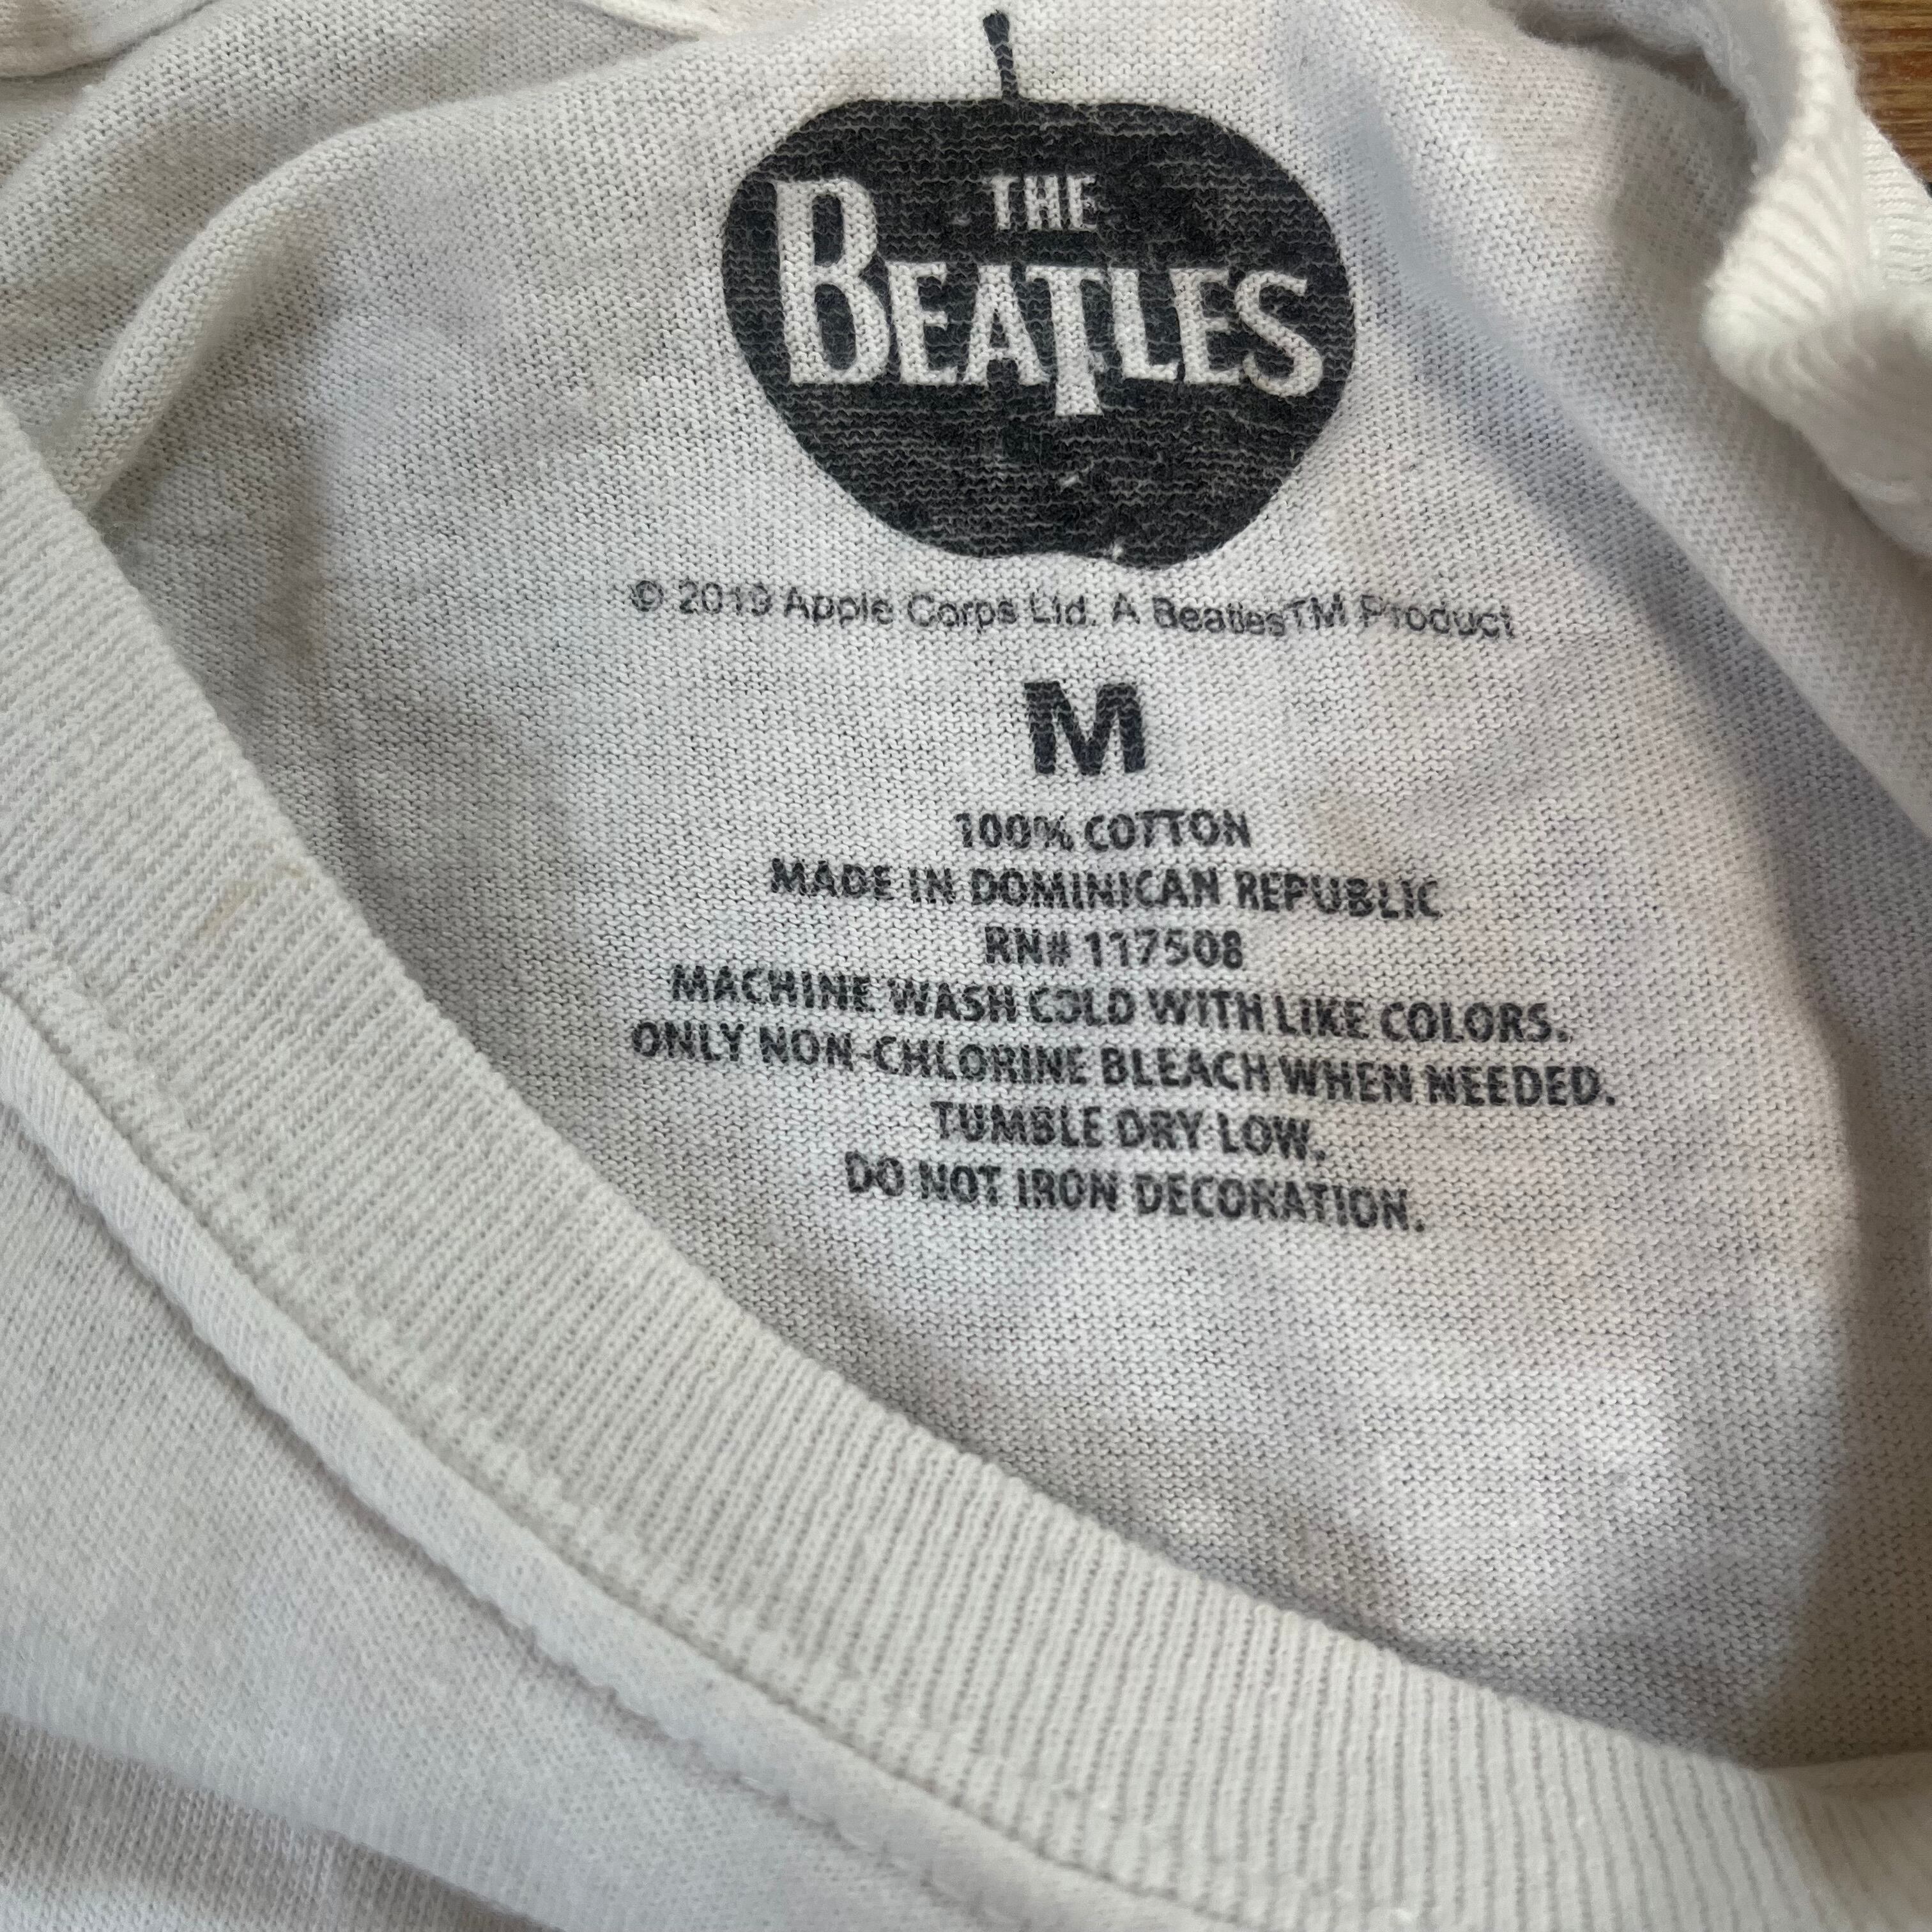 THE
BEATLES
© 2019 Apple Corps Ltd. A Beatles™ Product
M
100% COTTON
MADE IN DOMINICAN REPUBLIC
RN# 117508
MACHINE WASH COLD WITH LIKE COLORS.
ONLY NON-CHLORINE BLEACH WHEN NEEDED.
TUMBLE DRY LOW.
DO NOT IRON DECORATION.